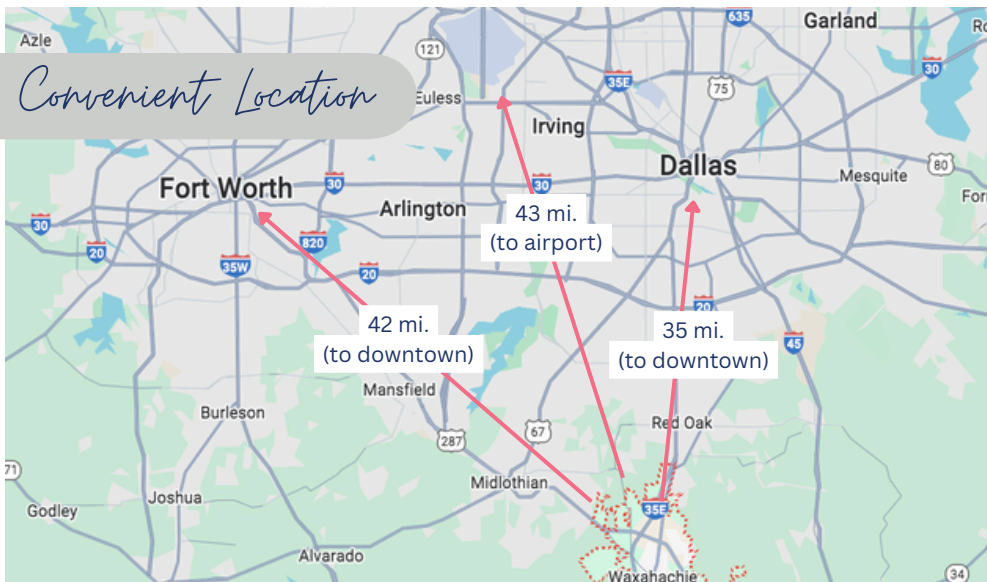 635
Garland
Azle
121
30
Convenient Location
35E
75
Euless
Irving
Dallas
80
Mesquite
Fort Worth
30
30
Arlington
43 mi.
(to airport)
30
820
20
35W
20
20
42 mi.
(to downtown)
35 mi.
(to downtown)
45
Mansfield
Burleson
Red Oak
287
67
71
Midlothian
Joshua
Godley
35E
Alvarado
Waxahachie
34